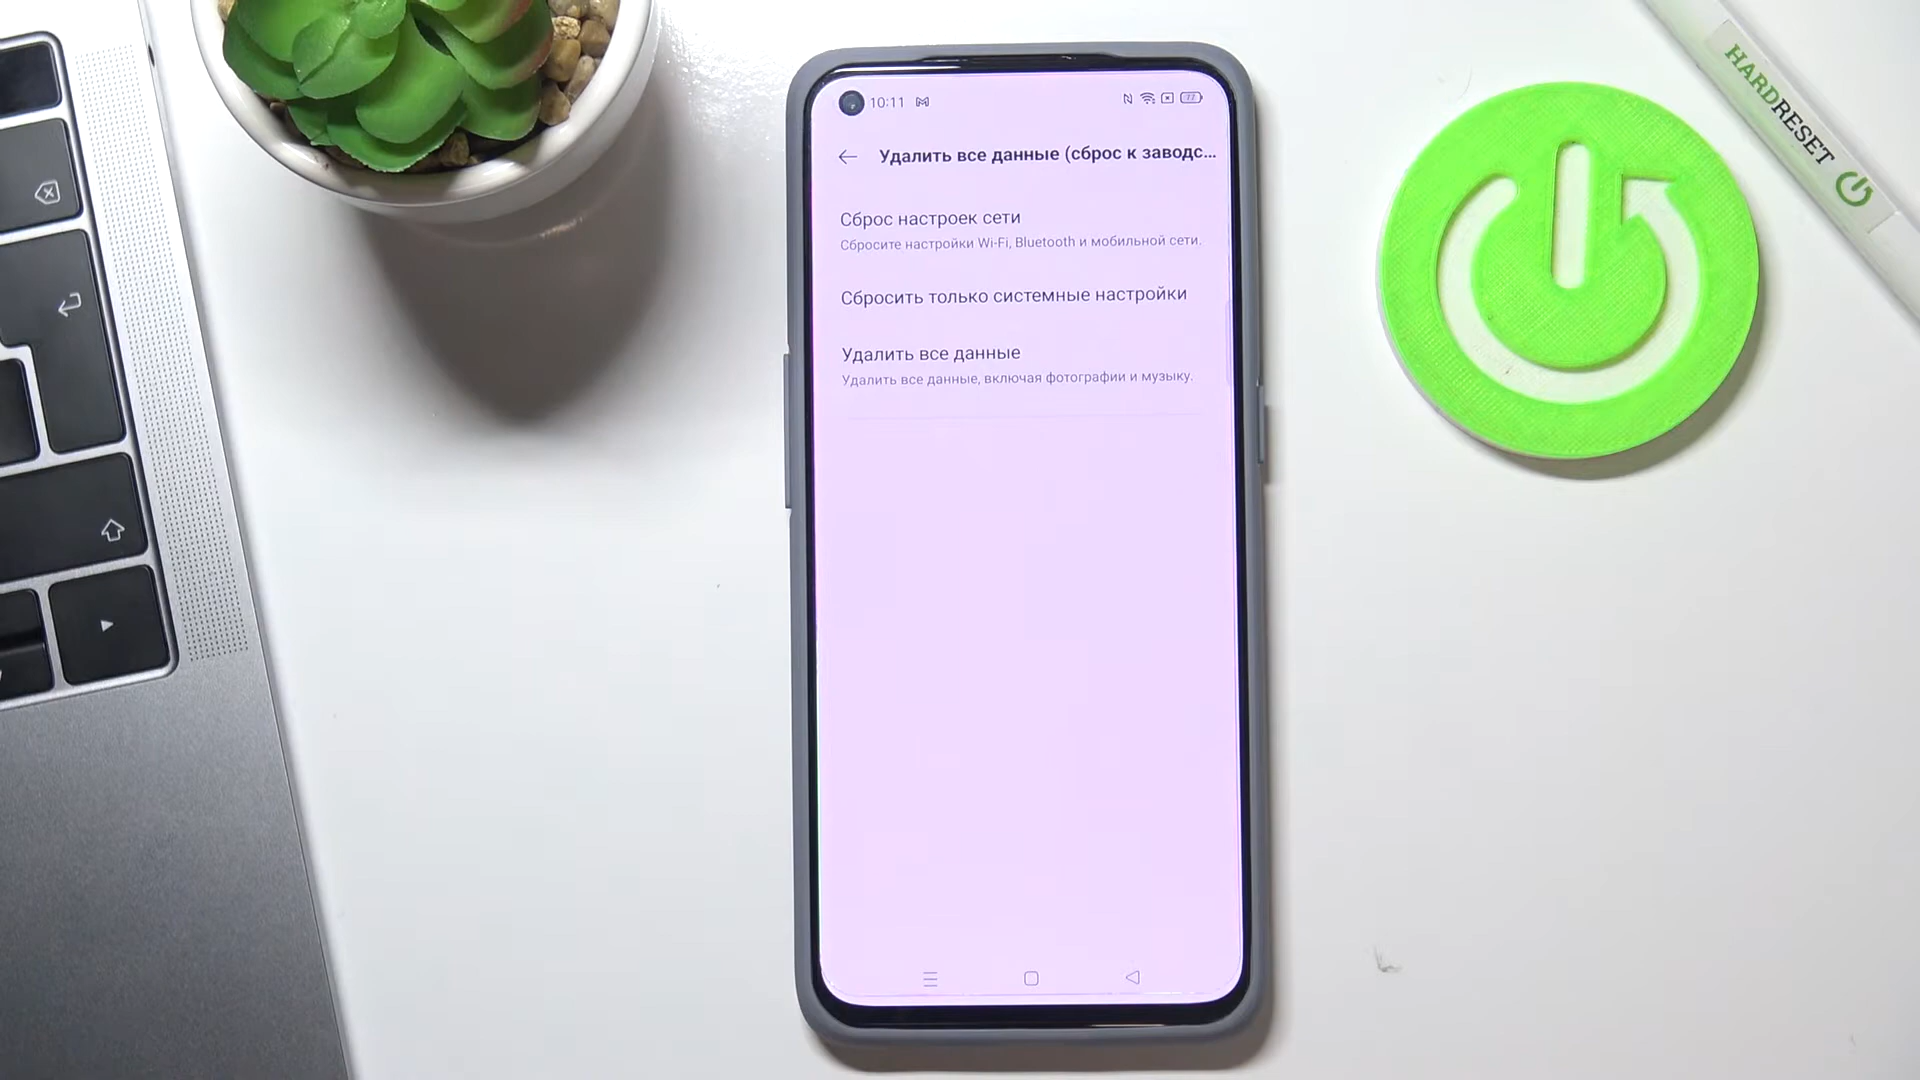 10:11
77
Удалить все данные (сброс к заводс...
Сброс настроек сети
Сбросите настройки Wi-Fi, Bluetooth и мобильной сети.
Сбросить только системные настройки
Удалить все данные
Удалить все данные, включая фотографии и музыку.
HARDRESET